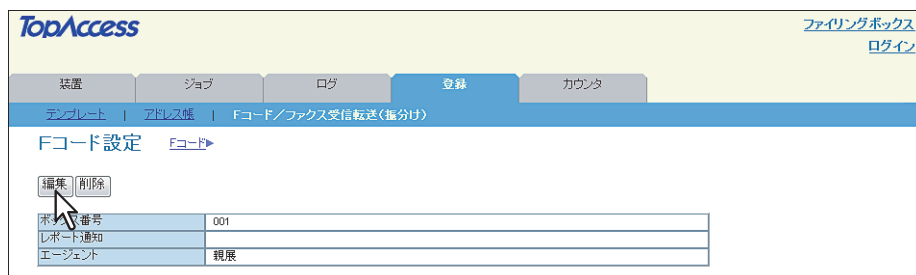 TopAccess
ファイリングボックス
ログイン
装置 ジョブ ログ 登録 カウンタ
テンプレート | アドレス帳 | Fコード/ファクス受信転送(振分け)
Fコード設定 Fコード▶
編集 削除
ボックス番号 001
レポート通知
エージェント 親展